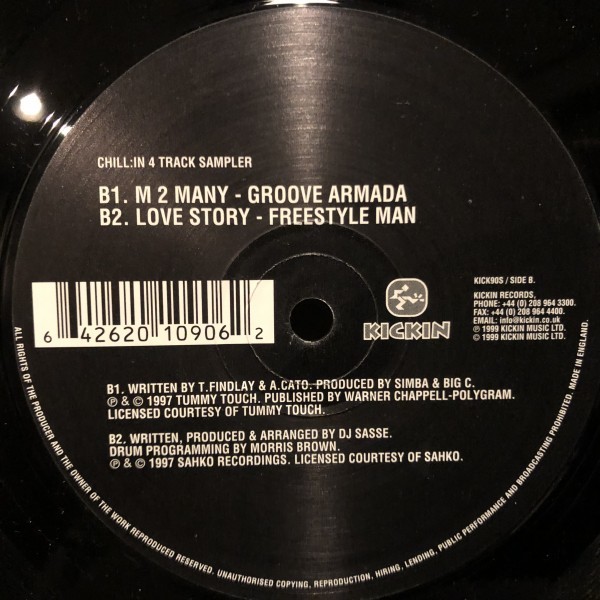 CHILL:IN 4 TRACK SAMPLER
B1. M 2 MANY - GROOVE ARMADA
B2. LOVE STORY - FREESTYLE MAN
KICK90S / SIDE B.
KICKIN RECORDS,
PHONE: +44 (0) 208 964 3300.
FAX: +44 (0) 208 964 4400.
EMAIL: info@kickin.co.uk
℗ 1999 KICKIN MUSIC LTD.
© 1999 KICKIN MUSIC LTD.
6 42620 10906 2
KICKIN
B1. WRITTEN BY T.FINDLAY & A.CATO. PRODUCED BY SIMBA & BIG C.
℗ & © 1997 TUMMY TOUCH. PUBLISHED BY WARNER CHAPPELL-POLYGRAM.
LICENSED COURTESY OF TUMMY TOUCH.
B2. WRITTEN, PRODUCED & ARRANGED BY DJ SASSE.
DRUM PROGRAMMING BY MORRIS BROWN.
℗ & © 1997 SAHKO RECORDINGS. LICENSED COURTESY OF SAHKO.
ALL RIGHTS OF THE PRODUCER AND THE OWNER OF THE WORK REPRODUCED RESERVED. UNAUTHORISED COPYING, REPRODUCTION, HIRING, LENDING, PUBLIC PERFORMANCE AND BROADCASTING PROHIBITED. MADE IN ENGLAND.